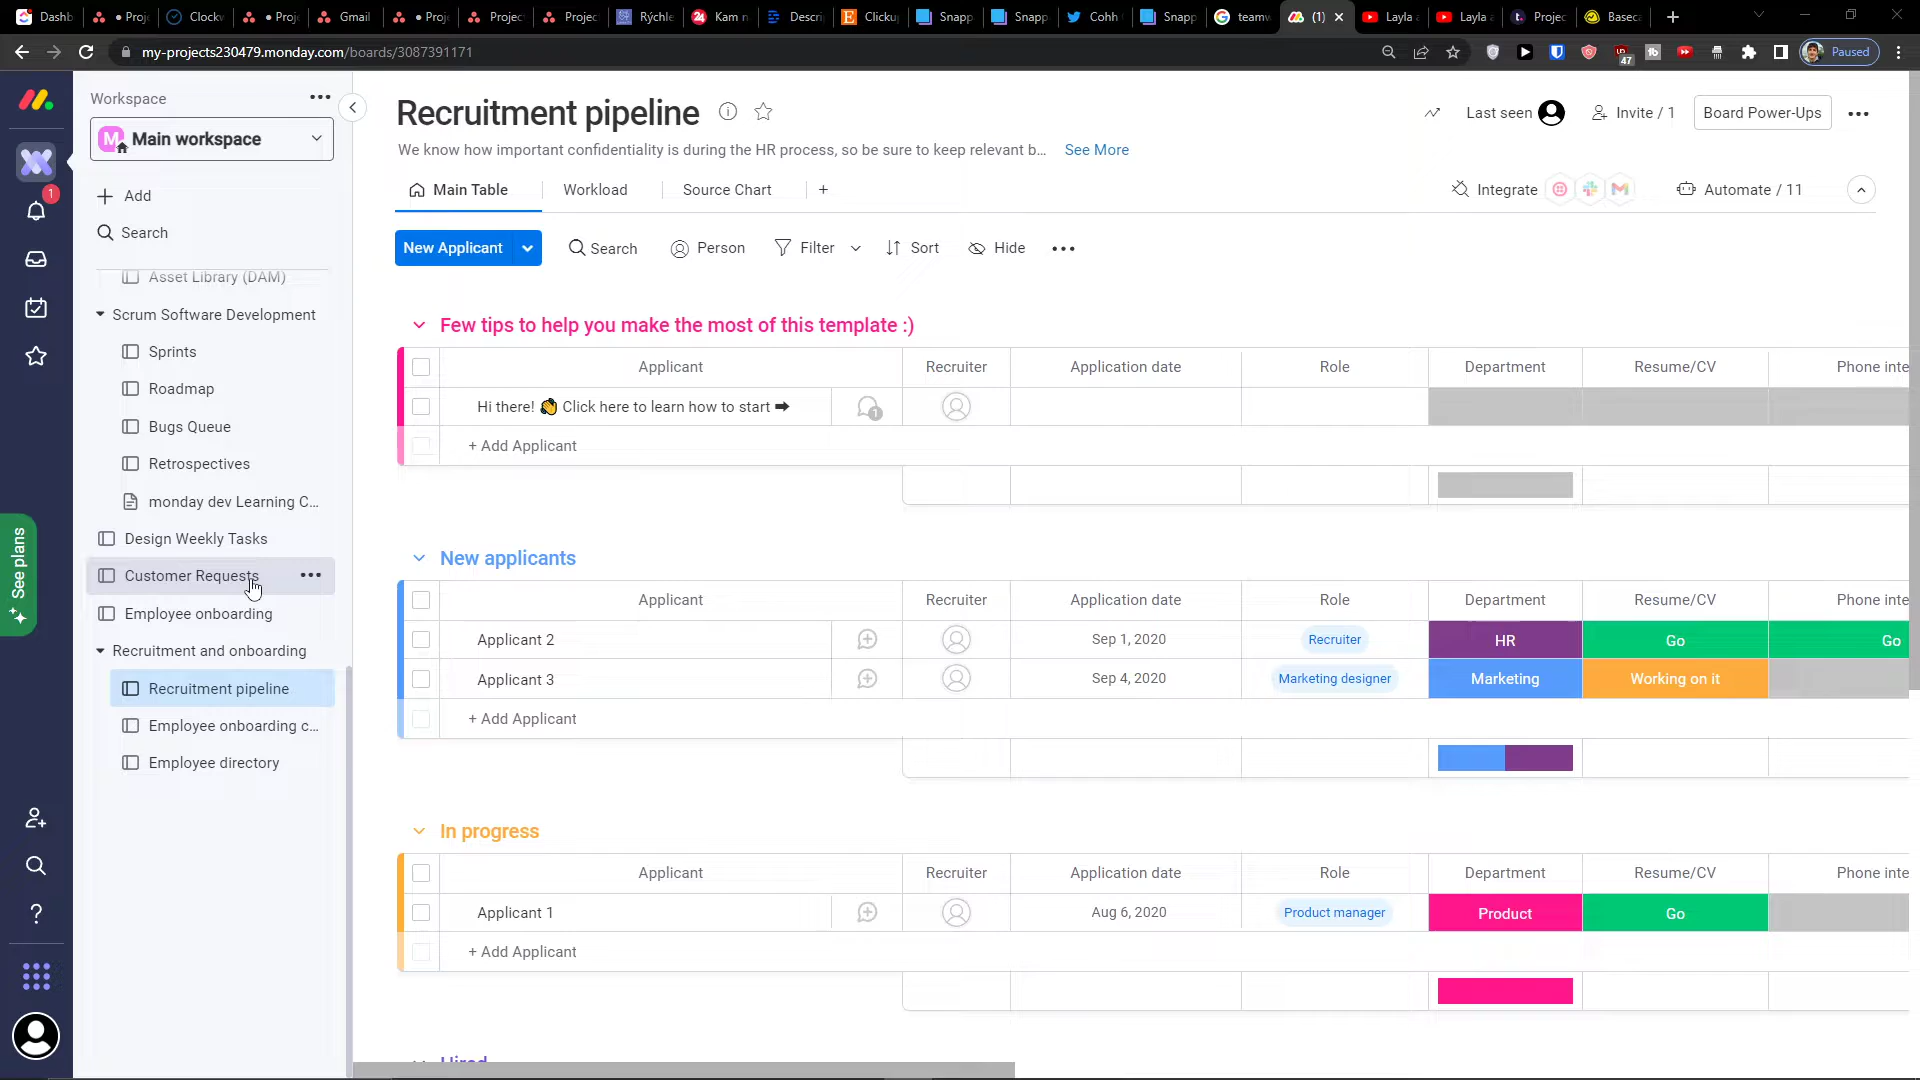 Dashb
Proje
Clockw
Proje
Gmail
Proje
Projec
Projec
Rýchle
Kam n
Descri
Clicku
Snapp
Snapp
Cohh
Snapp
teamw
(1)
Layla a
Layla a
Projec
Baseca
my-projects230479.monday.com/boards/3087391171
47
Paused
Workspace
M Main workspace
Add
Search
Asset Library (DAM)
Scrum Software Development
Sprints
Roadmap
Bugs Queue
Retrospectives
monday dev Learning C...
Design Weekly Tasks
Customer Requests
Employee onboarding
Recruitment and onboarding
Recruitment pipeline
Employee onboarding c...
Employee directory
1
See plans
Recruitment pipeline
Last seen
Invite / 1
Board Power-Ups
We know how important confidentiality is during the HR process, so be sure to keep relevant b... See More
Main Table
Workload
Source Chart
Integrate
Automate / 11
New Applicant
Search
Person
Filter
Sort
Hide
Few tips to help you make the most of this template :)
Applicant Recruiter Application date Role Department Resume/CV Phone inte
Hi there! 👏 Click here to learn how to start ➡ 1
+ Add Applicant
New applicants
Applicant Recruiter Application date Role Department Resume/CV Phone inte
Applicant 2 Sep 1, 2020 Recruiter HR Go Go
Applicant 3 Sep 4, 2020 Marketing designer Marketing Working on it
+ Add Applicant
In progress
Applicant Recruiter Application date Role Department Resume/CV Phone inte
Applicant 1 Aug 6, 2020 Product manager Product Go
+ Add Applicant
Hired